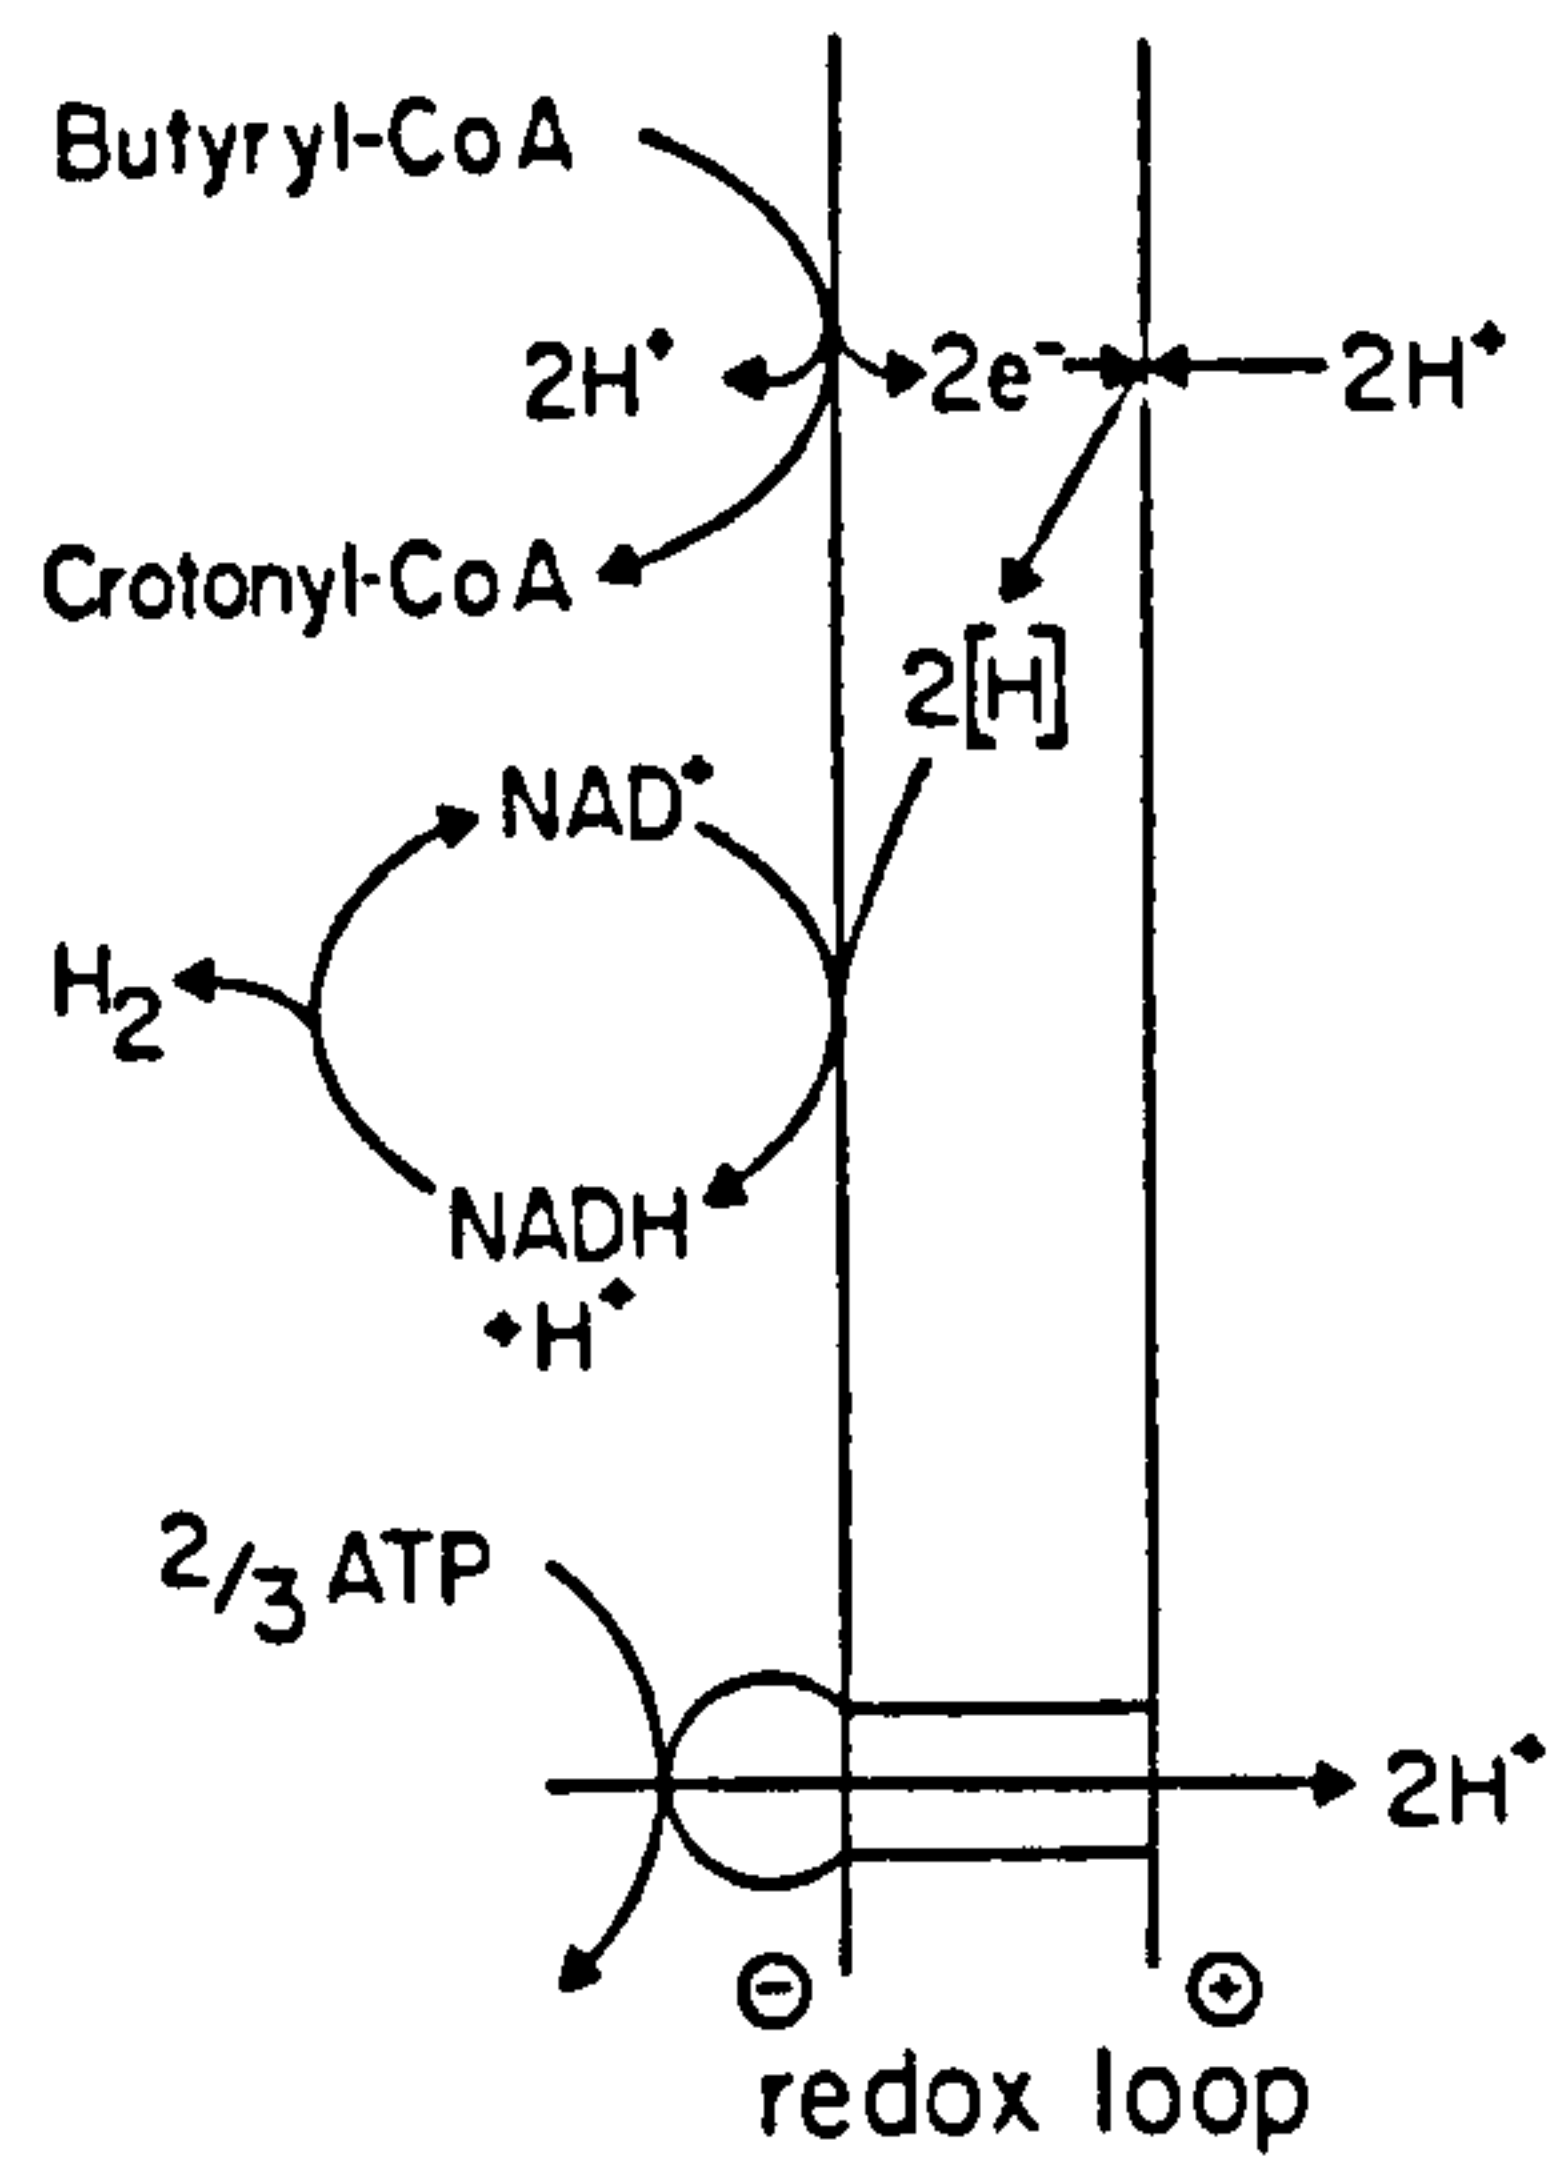 Butyryl-CoA
2H⁺ 2e⁻ 2H⁺
Crotonyl-CoA
2[H]
NAD⁺
H₂
NADH
+H⁺
2/3 ATP
2H⁺
⊖ ⊕
redox loop